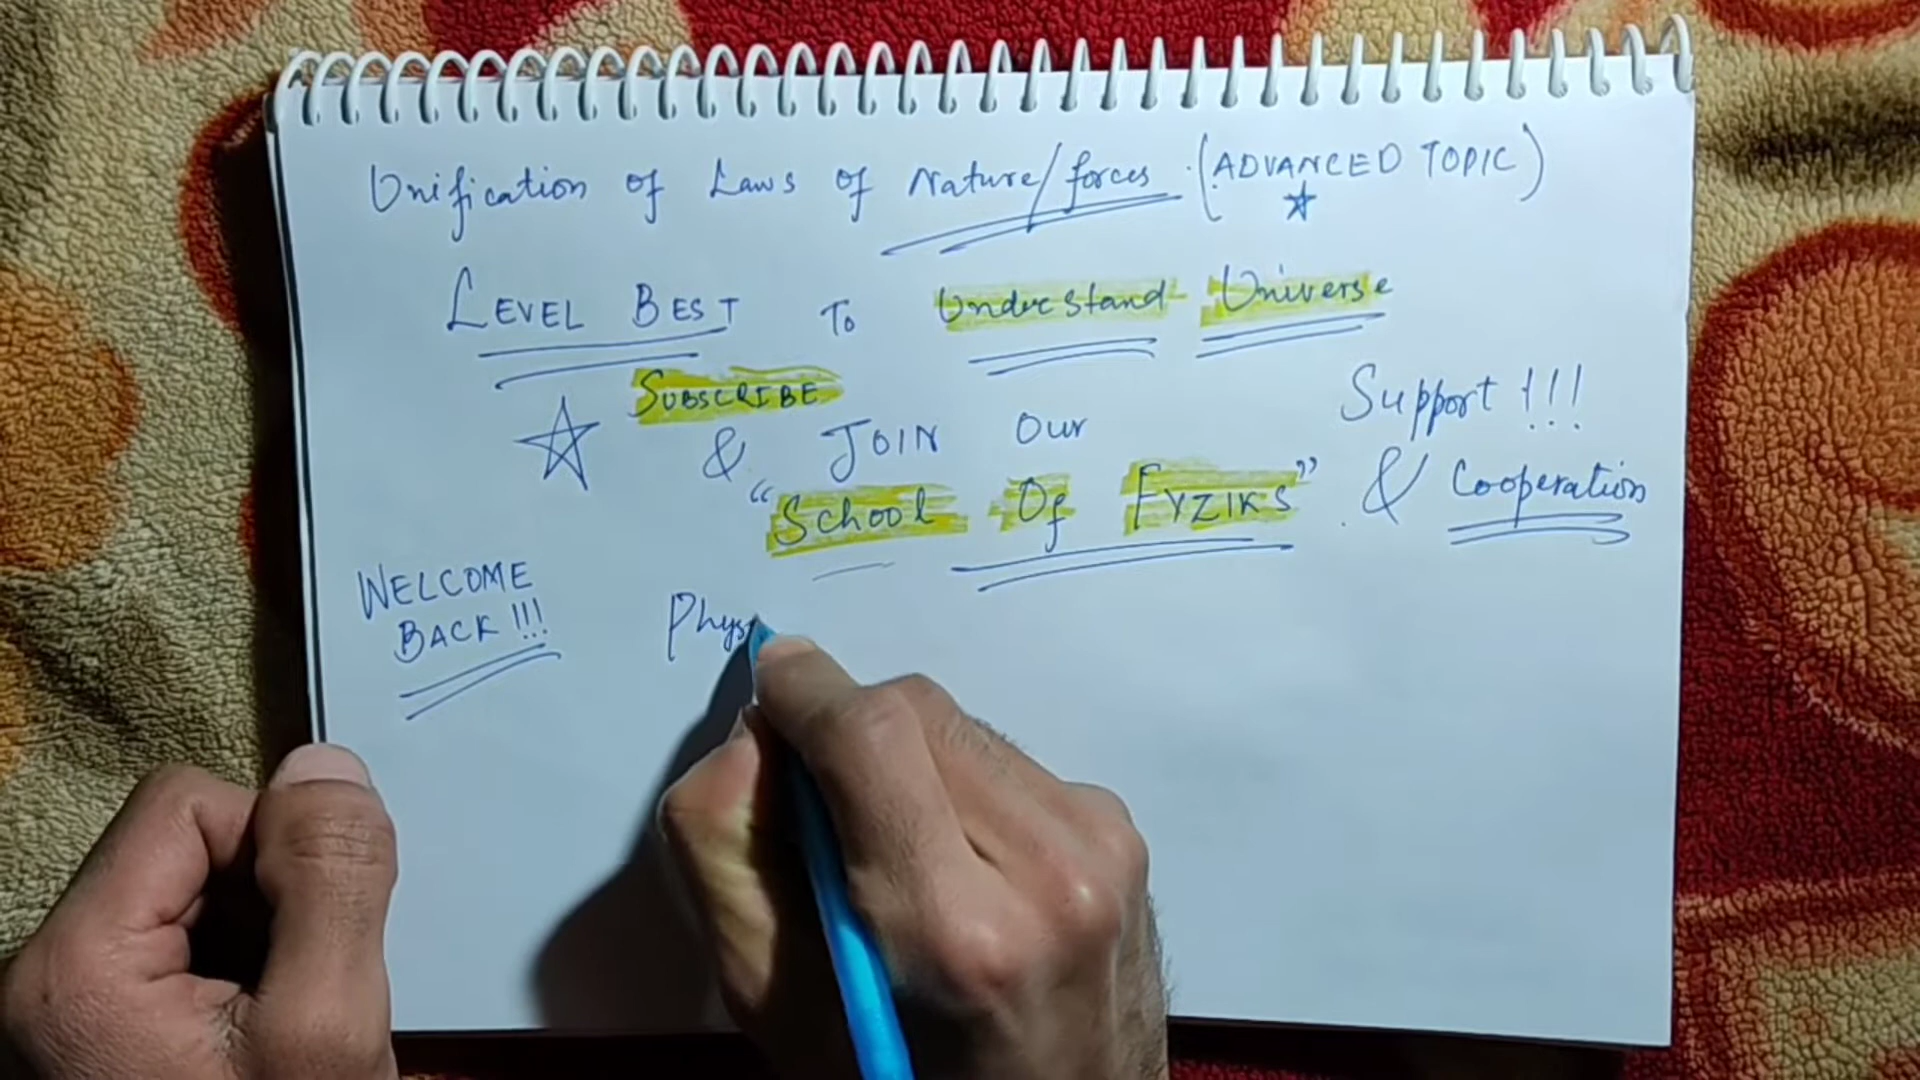 Unification of Laws of Nature/forces. (ADVANCED TOPIC)
LEVEL BEST To Understand Universe
SUBSCRIBE
& JOIN Our
"School Of FYZIKS"
Support !!!
& Cooperation
WELCOME
BACK !!!
Phys